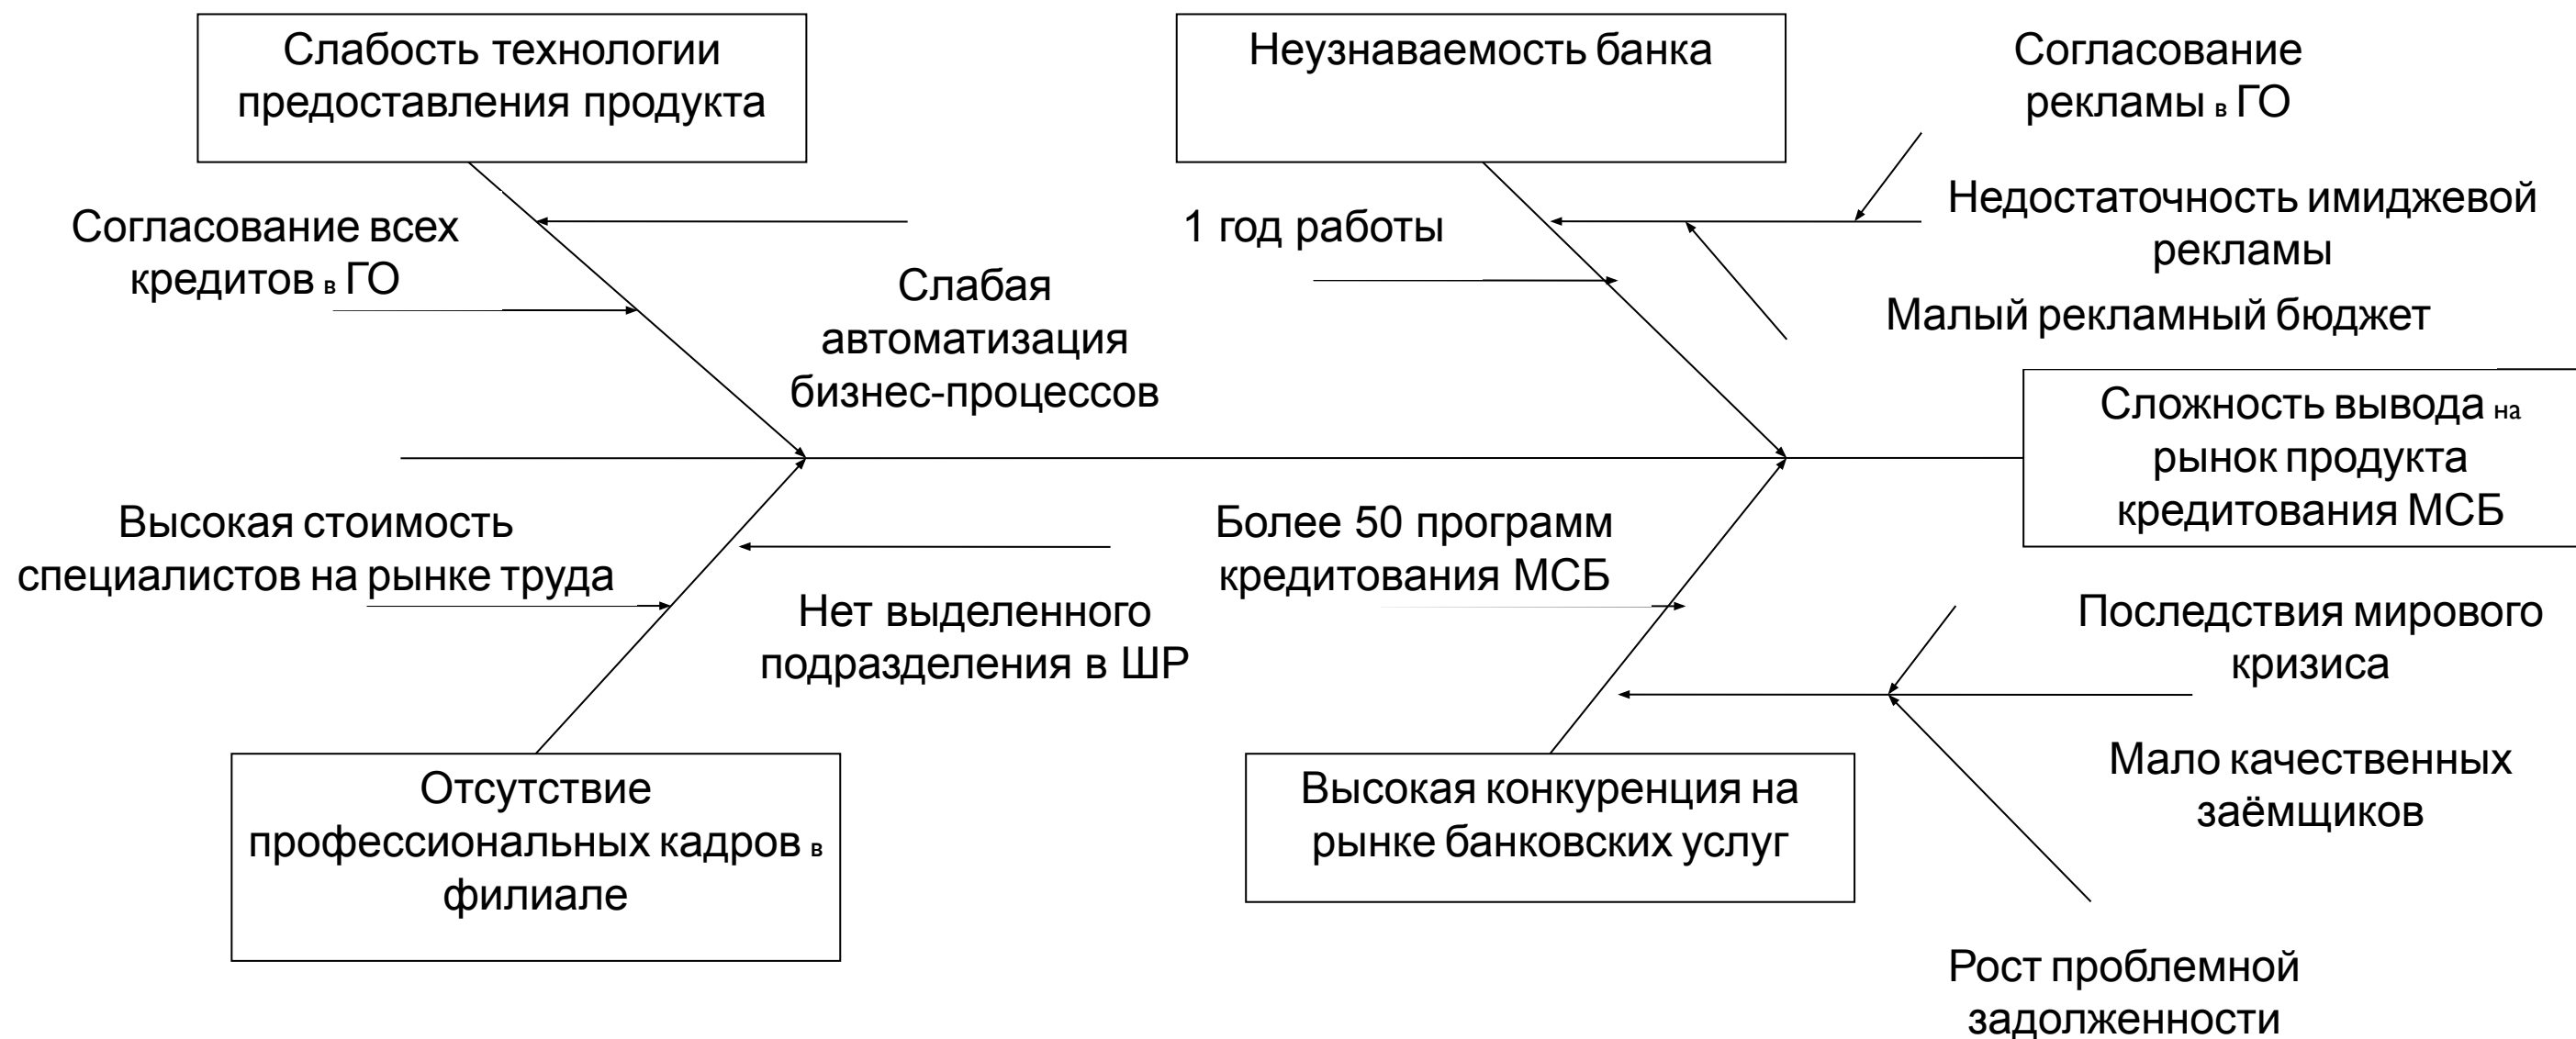 Слабость технологии
предоставления продукта
Неузнаваемость банка
Согласование
рекламы в ГО
Согласование всех
кредитов в ГО
1 год работы
Недостаточность имиджевой
рекламы
Слабая
автоматизация
бизнес-процессов
Малый рекламный бюджет
Сложность вывода на
рынок продукта
кредитования МСБ
Высокая стоимость
специалистов на рынке труда
Нет выделенного
подразделения в ШР
Более 50 программ
кредитования МСБ
Последствия мирового
кризиса
Мало качественных
заёмщиков
Отсутствие
профессиональных кадров в
филиале
Высокая конкуренция на
рынке банковских услуг
Рост проблемной
задолженности